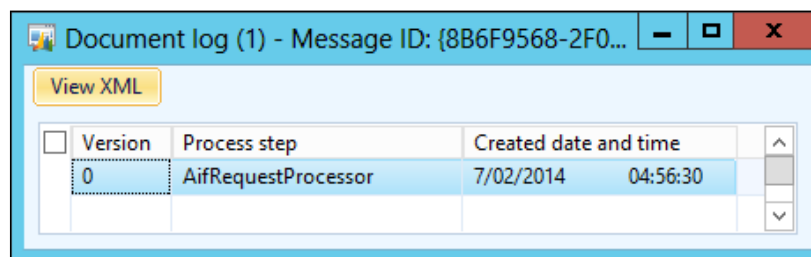 Document log (1) - Message ID: {8B6F9568-2F0...
View XML
Version Process step Created date and time
0 AifRequestProcessor 7/02/2014 04:56:30